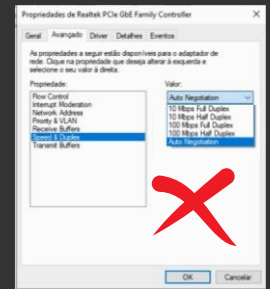 Propriedades de Realtek PCIe GbE Family Controller
Geral Avançado Driver Detalhes Eventos
As propriedades a seguir estão disponíveis para o adaptador de
rede. Clique na propriedade que deseja alterar à esquerda e
selecione o seu valor à direita.
Propriedade:
Flow Control
Interrupt Moderation
Network Address
Priority & VLAN
Receive Buffers
Speed & Duplex
Transmit Buffers
Valor:
Auto Negotiation
10 Mbps Full Duplex
10 Mbps Half Duplex
100 Mbps Full Duplex
100 Mbps Half Duplex
Auto Negotiation
OK Cancelar